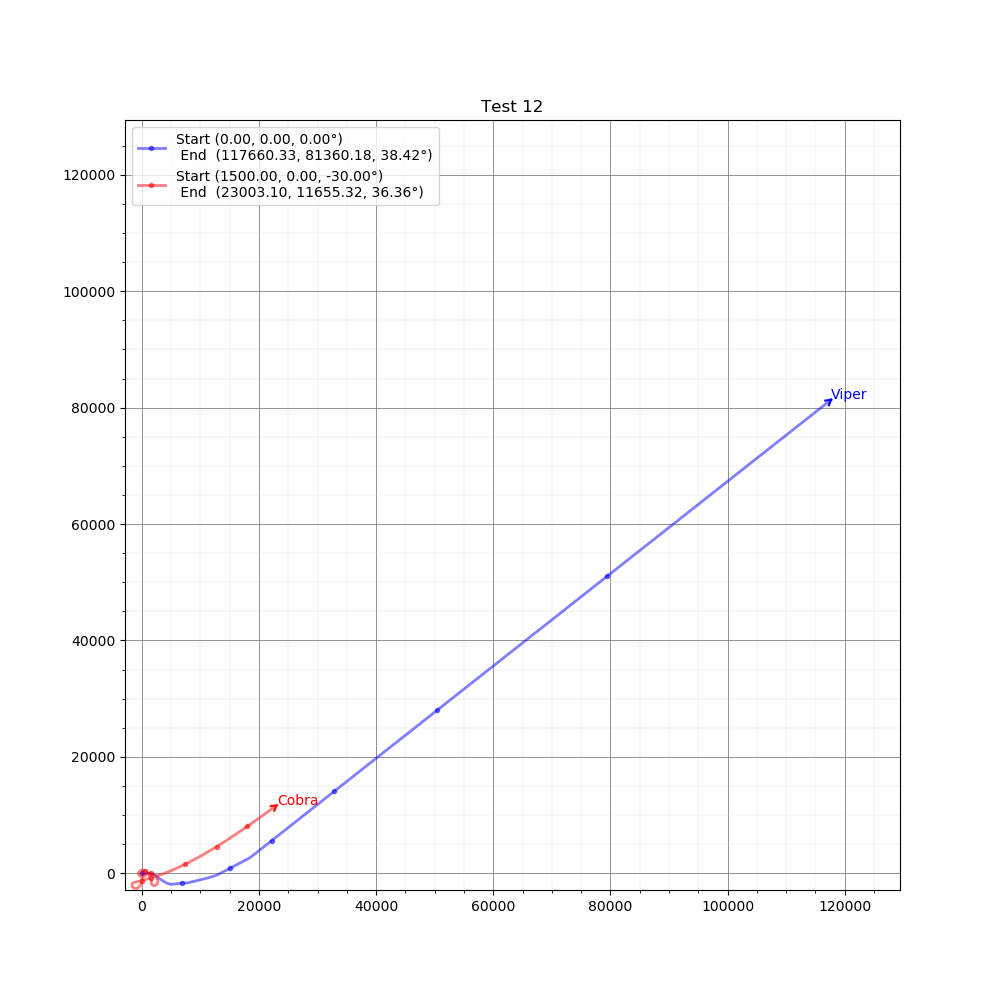 Test 12
Start (0.00, 0.00, 0.00°)
End (117660.33, 81360.18, 38.42°)
Start (1500.00, 0.00, -30.00°)
End (23003.10, 11655.32, 36.36°)
120000
100000
80000
60000
40000
20000
0
Viper
Cobra
0 20000 40000 60000 80000 100000 120000